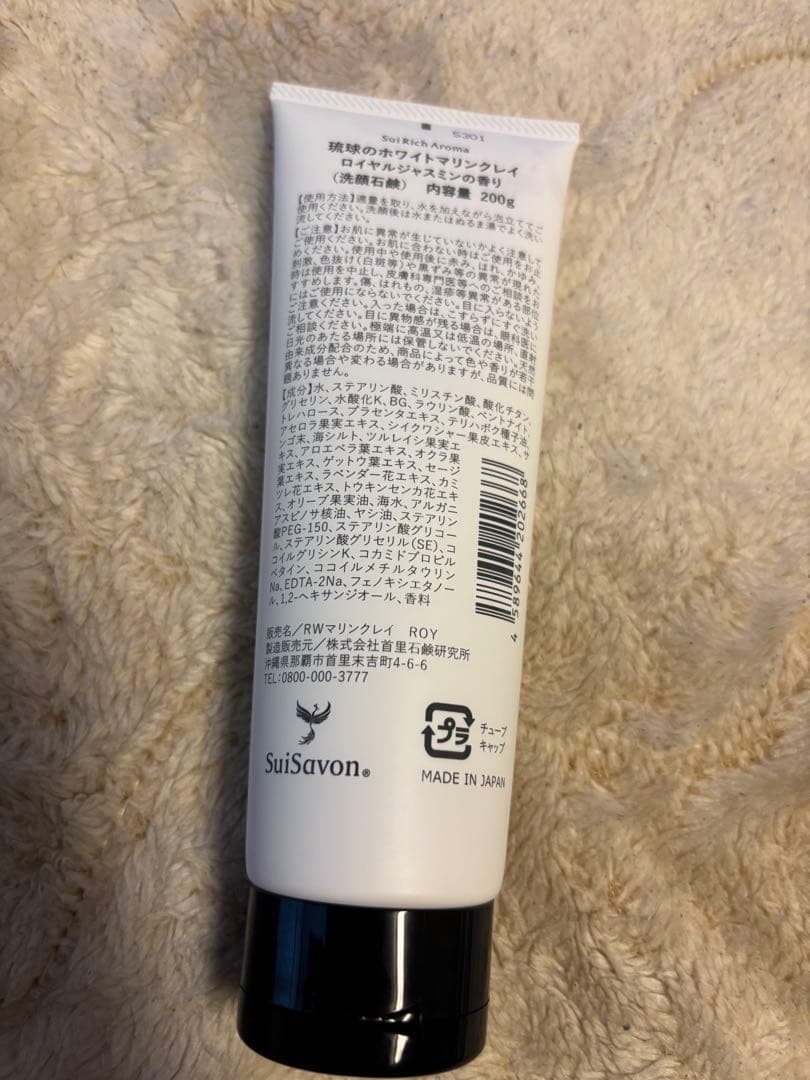 5301
Sui Rich Aroma
琉球のホワイトマリンクレイ
ロイヤルジャスミンの香り
(洗顔石鹸) 内容量 200g
【使用方法】適量を取り、水を加えながら泡立ててご
使用ください。洗顔後は水またはぬるま湯でよく洗い
流してください。
【ご注意】お肌に異常が生じていないかよく注意して
ご使用ください。お肌に合わない時はご使用をお止
めください。使用中や使用後に赤み、はれ、かゆみ、
刺激、色抜け(白斑等)や黒ずみ等の異常が現れた
時は使用を中止し、皮膚科専門医等へのご相談をお
すすめします。傷、はれもの、湿疹等異常がある部位
にはご使用にならないでください。目に入らないよう
ご注意ください。入った場合は、こすらずにすぐ洗い
流してください。目に異物感が残る場合は、眼科医に
ご相談ください。極端に高温又は低温の場所、直射
日光のあたる場所には保管しないでください。天然
由来成分配合のため、商品によって色や香りが若干
異なる場合や変わる場合がありますが、品質には問
題ありません。
【成分】水、ステアリン酸、ミリスチン酸、酸化チタン、
グリセリン、水酸化K、BG、ラウリン酸、ベントナイト、
トレハロース、プラセンタエキス、テリハボク種子油、
アセロラ果実エキス、シイクワシャー果皮エキス、サ
ンゴ末、海シルト、ツルレイシ果実エ
キス、アロエベラ葉エキス、オクラ果
実エキス、ゲットウ葉エキス、セージ
葉エキス、ラベンダー花エキス、カミ
ツレ花エキス、トウキンセンカ花エキ
ス、オリーブ果実油、海水、アルガニ
アスピノサ核油、ヤシ油、ステアリン
酸PEG-150、ステアリン酸グリコー
ル、ステアリン酸グリセリル(SE)、コ
コイルグリシンK、コカミドプロピル
ベタイン、ココイルメチルタウリン
Na、EDTA-2Na、フェノキシエタノー
ル、1,2-ヘキサンジオール、香料
4 589644 202668
販売名/RWマリンクレイ ROY
製造販売元/株式会社首里石鹸研究所
沖縄県那覇市首里末吉町4-6-6
TEL:0800-000-3777
プラ
チューブ
キャップ
SuiSavon®
MADE IN JAPAN